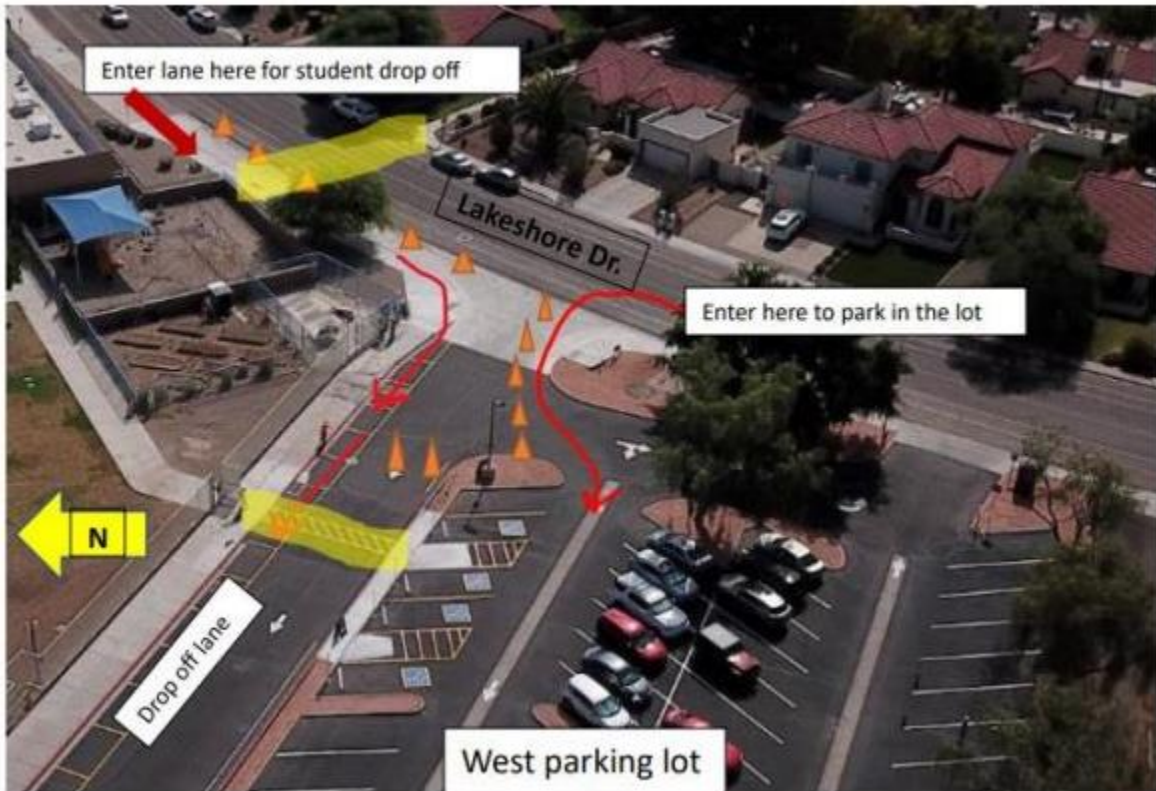 Enter lane here for student drop off
Lakeshore Dr.
Enter here to park in the lot
N
Drop off lane
West parking lot